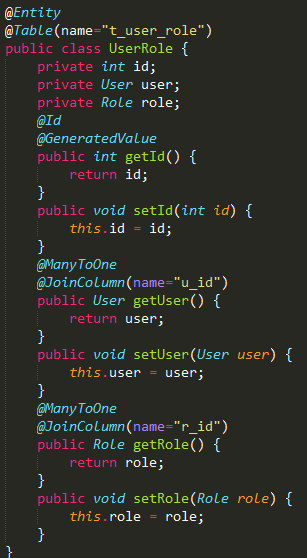 @Entity
@Table(name="t_user_role")
public class UserRole {
    private int id;
    private User user;
    private Role role;
    @Id
    @GeneratedValue
    public int getId() {
        return id;
    }
    public void setId(int id) {
        this.id = id;
    }
    @ManyToOne
    @JoinColumn(name="u_id")
    public User getUser() {
        return user;
    }
    public void setUser(User user) {
        this.user = user;
    }
    @ManyToOne
    @JoinColumn(name="r_id")
    public Role getRole() {
        return role;
    }
    public void setRole(Role role) {
        this.role = role;
    }
}